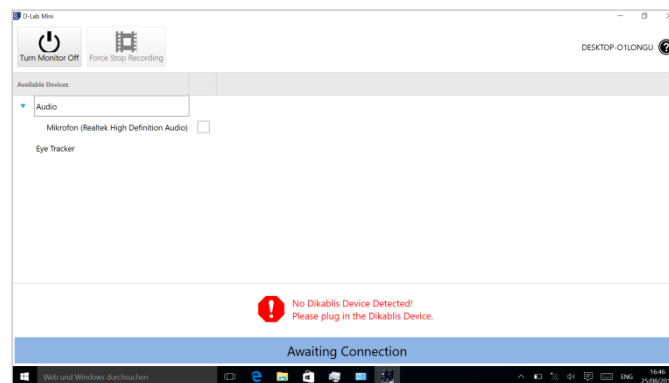 D-Lab Mini
Turn Monitor Off
Force Stop Recording
DESKTOP-O1LONGU
Available Devices
Audio
Mikrofon (Realtek High Definition Audio)
Eye Tracker
No Dikablis Device Detected!
Please plug in the Dikablis Device.
Awaiting Connection
Web und Windows durchsuchen
ENG
16:46